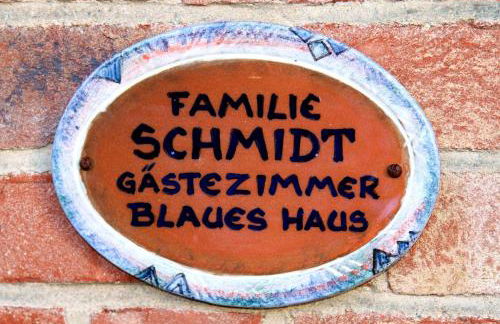 FAMILIE
SCHMIDT
GÄSTEZIMMER
BLAUES HAUS